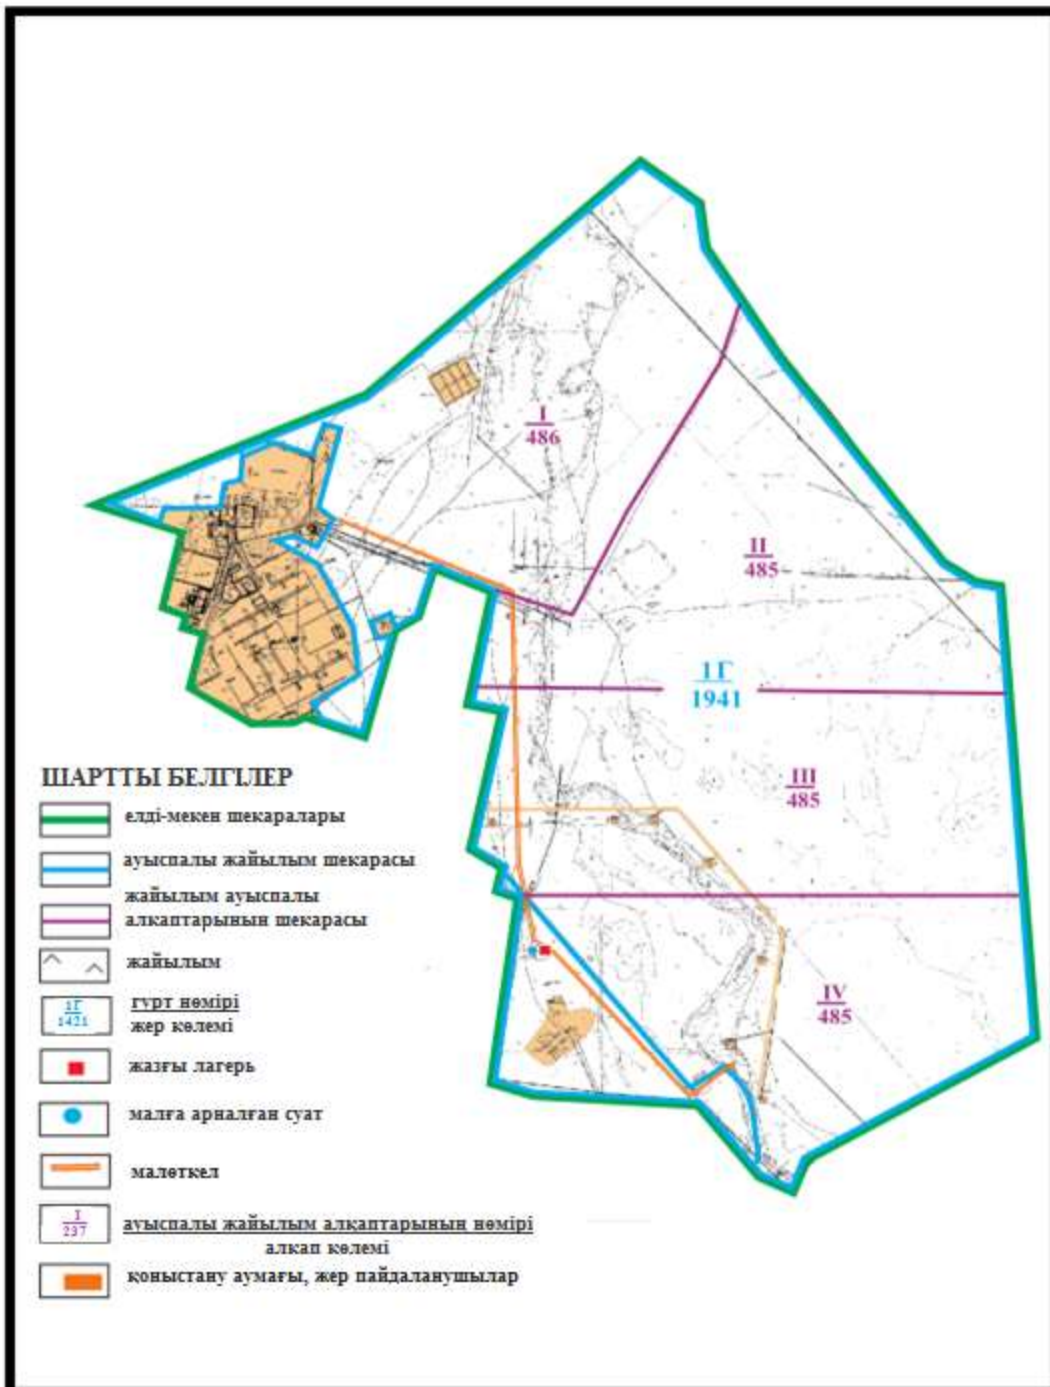 I
486
II
485
1Г
1941
III
485
IV
485
ШАРТТЫ БЕЛГІЛЕР
елді-мекен шекаралары
ауыспалы жайылым шекарасы
жайылым ауыспалы
алқаптарының шекарасы
жайылым
1Г
1421
гурт нөмірі
жер көлемі
жазғы лагерь
малға арналған суат
малөткел
I
237
ауыспалы жайылым алқаптарының нөмірі
алқап көлемі
қоныстану аумағы, жер пайдаланушылар